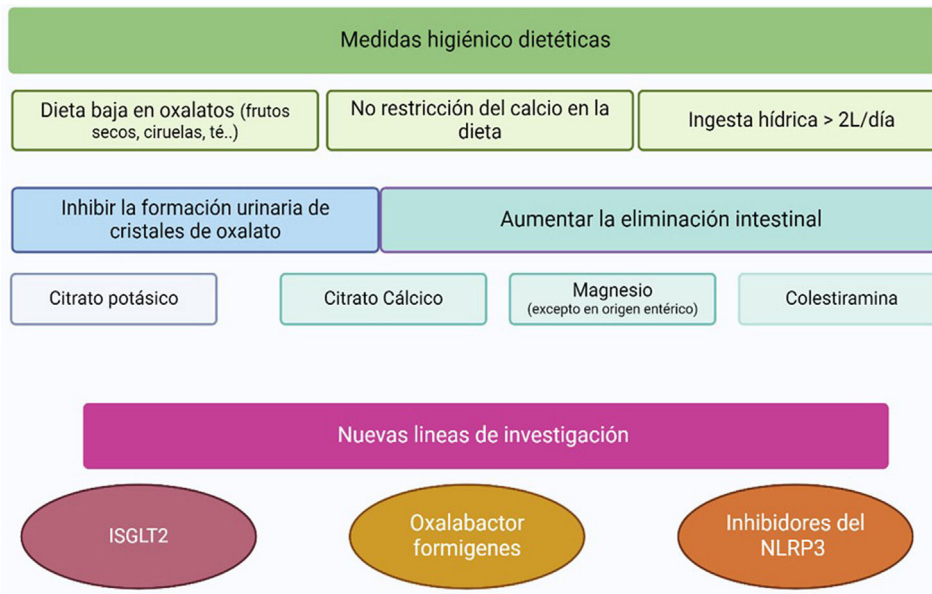 Medidas higiénico dietéticas
Dieta baja en oxalatos (frutos
secos, ciruelas, té..)
No restricción del calcio en la
dieta
Ingesta hídrica > 2L/día
Inhibir la formación urinaria de
cristales de oxalato
Aumentar la eliminación intestinal
Citrato potásico
Citrato Cálcico
Magnesio
(excepto en origen entérico)
Colestiramina
Nuevas lineas de investigación
ISGLT2
Oxalabactor
formigenes
Inhibidores del
NLRP3